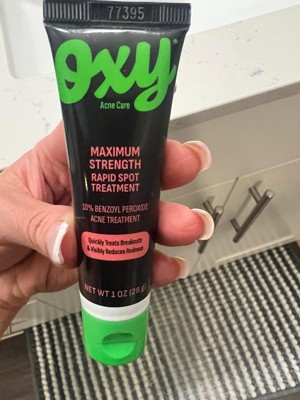 77395
Oxy
Acne Care
MAXIMUM
STRENGTH
RAPID SPOT
TREATMENT
10% BENZOYL PEROXIDE
ACNE TREATMENT
Quickly Treats Breakouts
& Visibly Reduces Redness
NET WT 1 OZ (28 g)